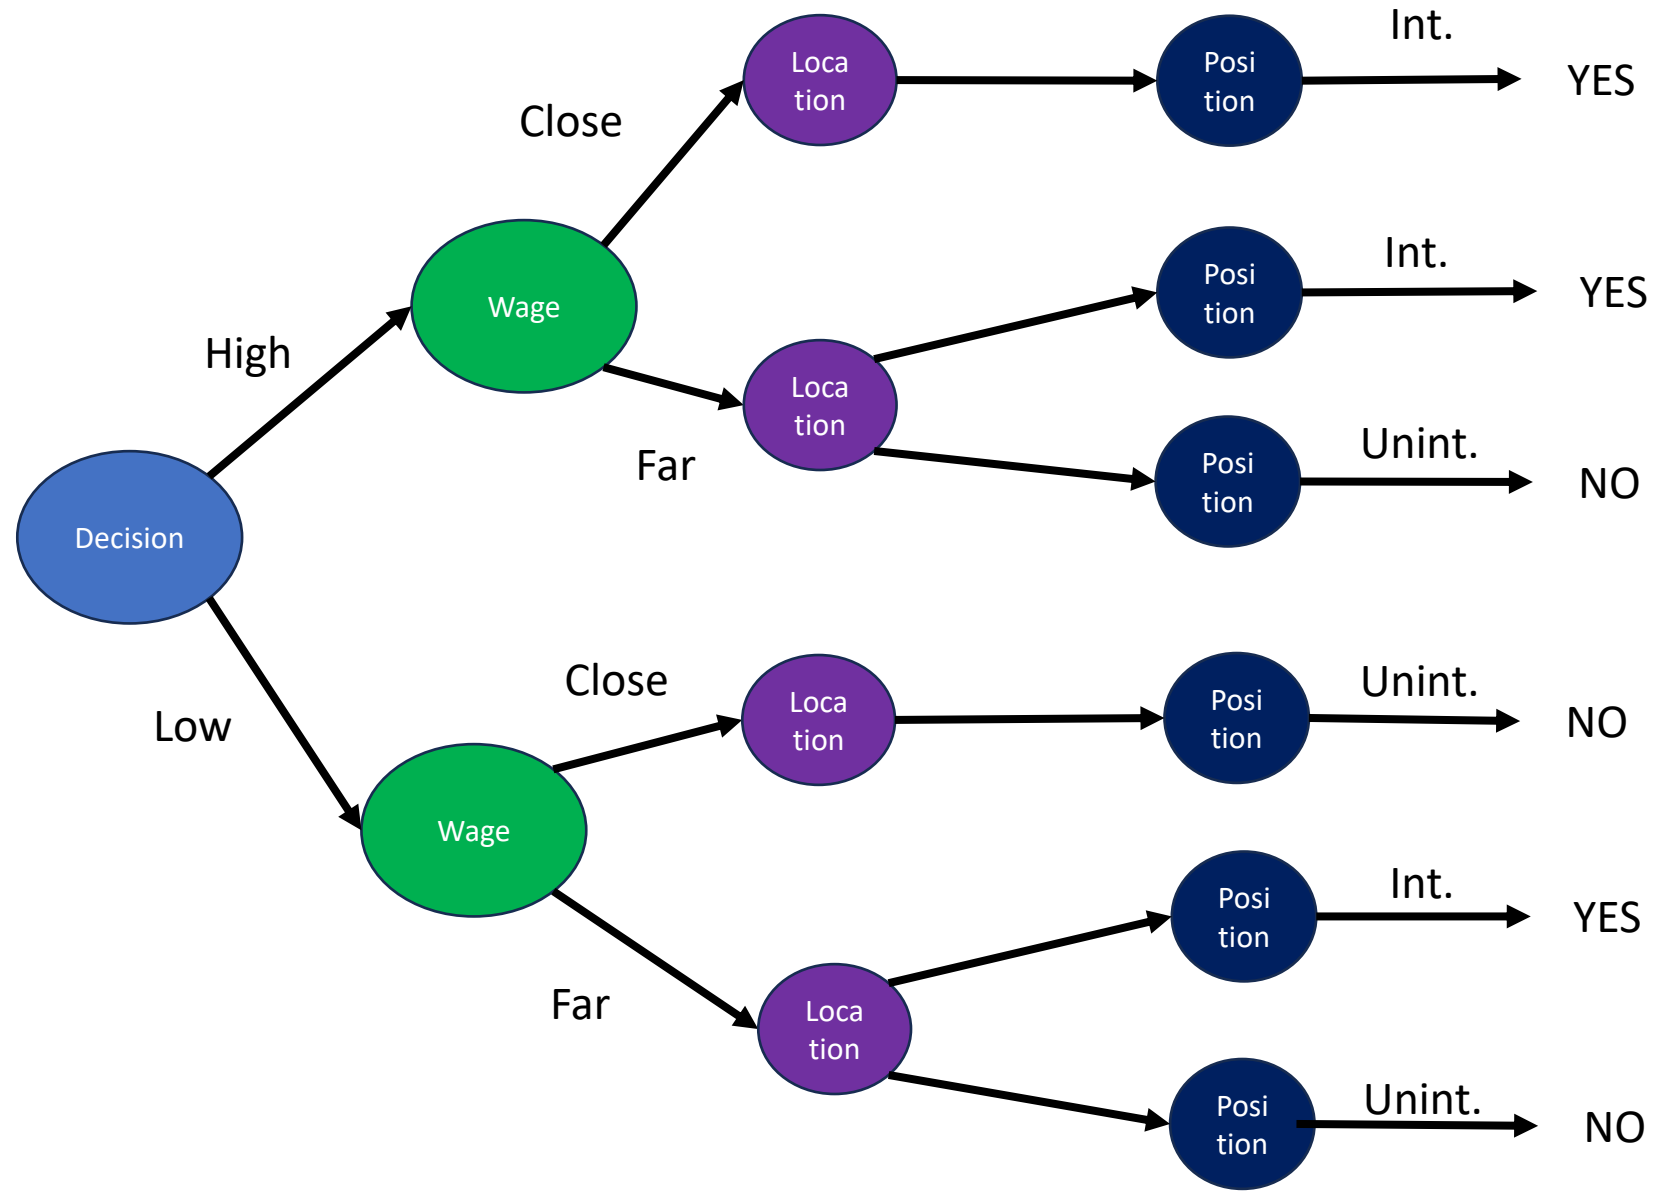 Int.
Loca
tion
Posi
tion
YES
Close
Int.
Posi
tion
YES
Wage
High
Loca
tion
Far
Unint.
Posi
tion
NO
Decision
Close
Loca
tion
Posi
tion
Unint.
NO
Low
Wage
Int.
Posi
tion
YES
Far
Loca
tion
Unint.
Posi
tion
NO